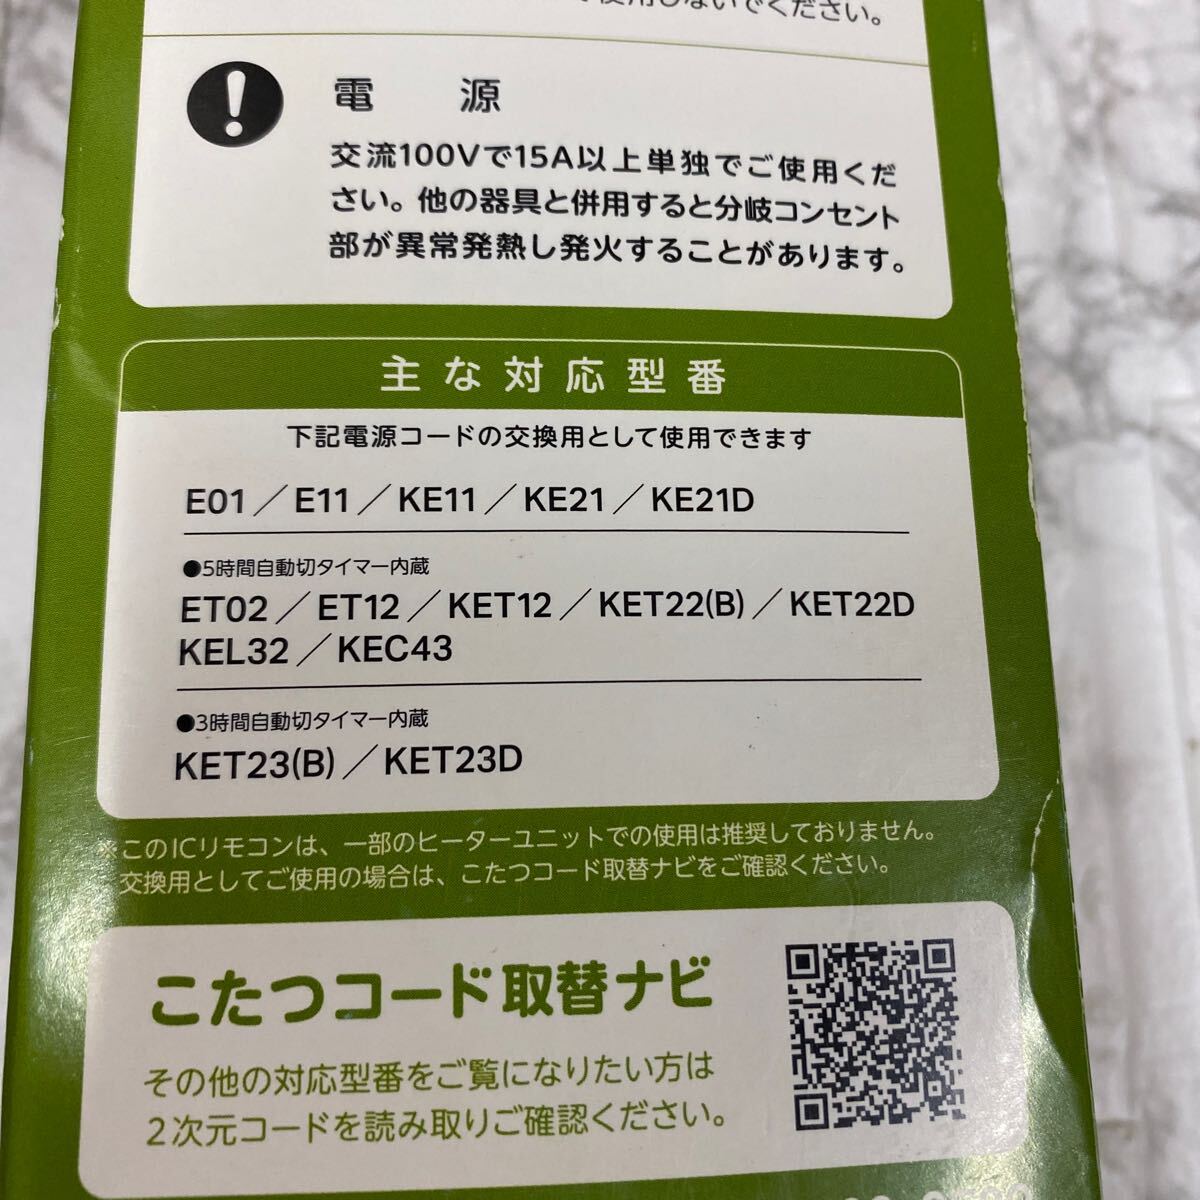 使用しないでください。
電 源
交流100Vで15A以上単独でご使用くだ
さい。他の器具と併用すると分岐コンセント
部が異常発熱し発火することがあります。
主な対応型番
下記電源コードの交換用として使用できます
E01／E11／KE11／KE21／KE21D
●5時間自動切タイマー内蔵
ET02／ET12／KET12／KET22(B)／KET22D
KEL32／KEC43
●3時間自動切タイマー内蔵
KET23(B)／KET23D
※このICリモコンは、一部のヒーターユニットでの使用は推奨しておりません。
交換用としてご使用の場合は、こたつコード取替ナビをご確認ください。
こたつコード取替ナビ
その他の対応型番をご覧になりたい方は
2次元コードを読み取りご確認ください。